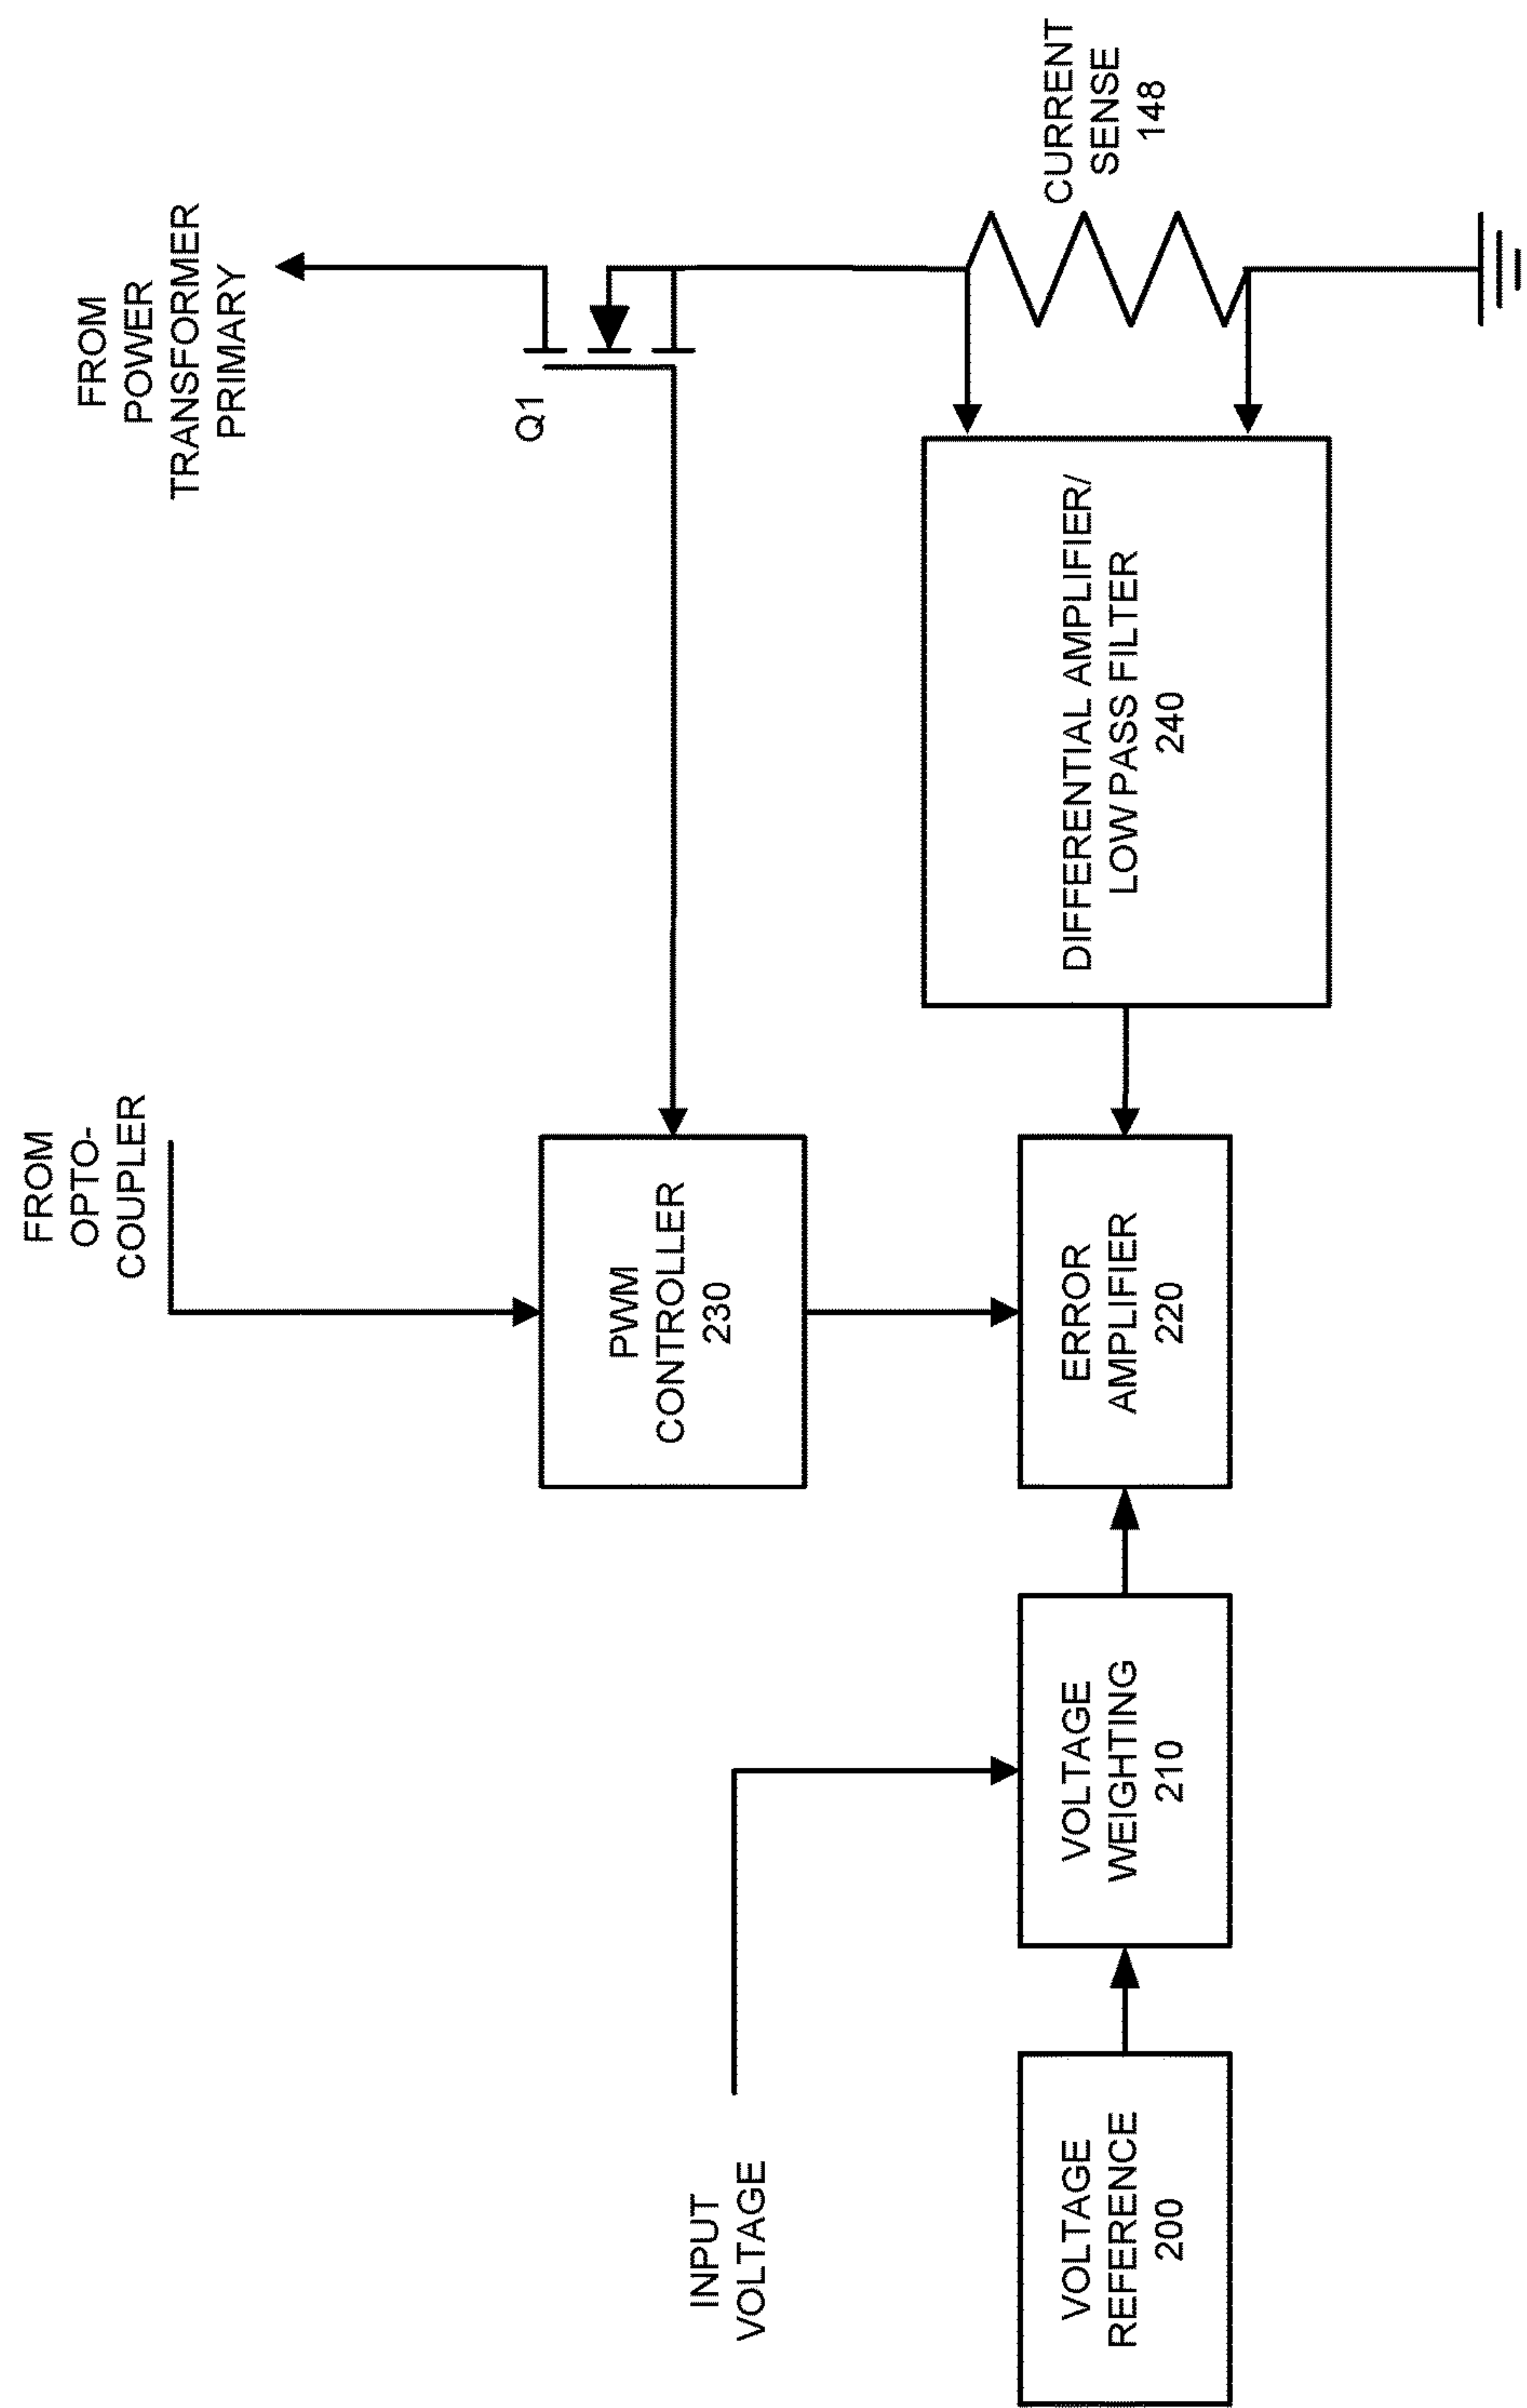 FROM
POWER
TRANSFORMER
PRIMARY
FROM
OPTO-
COUPLER
Q1
CURRENT
SENSE
148
INPUT
VOLTAGE
PWM
CONTROLLER
230
VOLTAGE
REFERENCE
200
VOLTAGE
WEIGHTING
210
ERROR
AMPLIFIER
220
DIFFERENTIAL AMPLIFIER/
LOW PASS FILTER
240